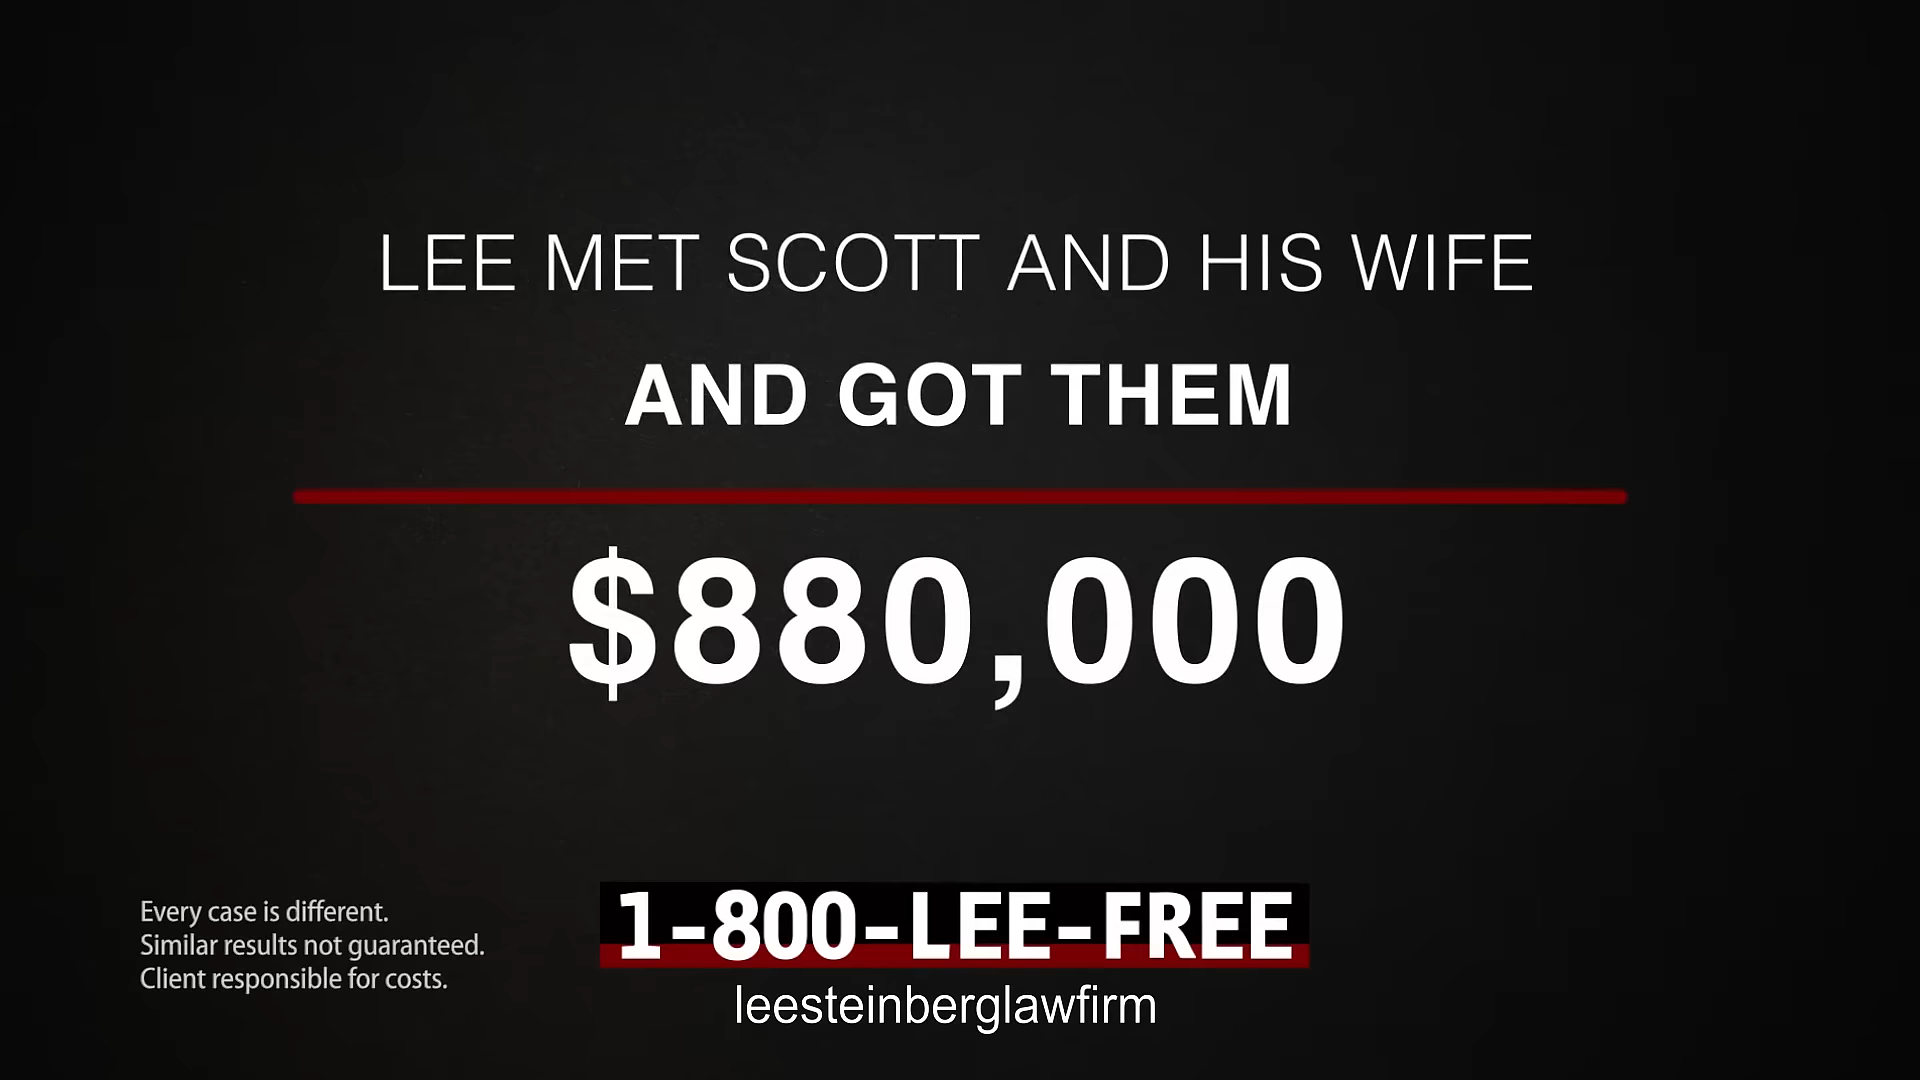 LEE MET SCOTT AND HIS WIFE
AND GOT THEM
$880,000
Every case is different.
Similar results not guaranteed.
Client responsible for costs.
1-800-LEE-FREE
leesteinberglawfirm